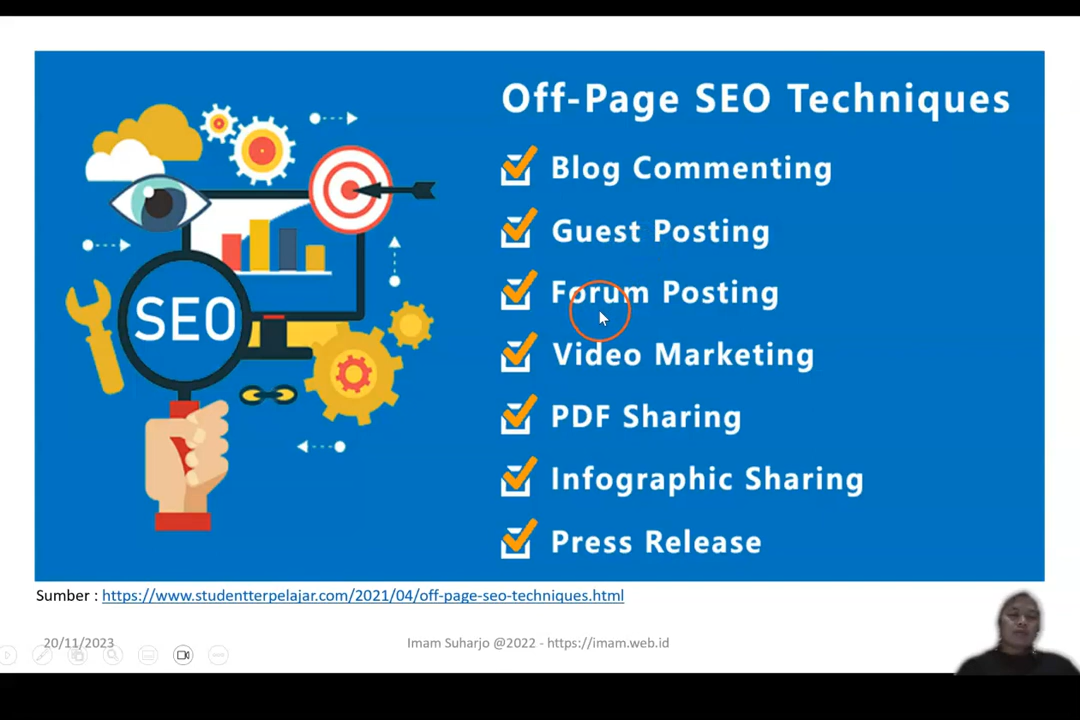 Off-Page SEO Techniques
Blog Commenting
Guest Posting
Forum Posting
Video Marketing
PDF Sharing
Infographic Sharing
Press Release
SEO
Sumber : https://www.studentterpelajar.com/2021/04/off-page-seo-techniques.html
20/11/2023
Imam Suharjo @2022 - https://imam.web.id